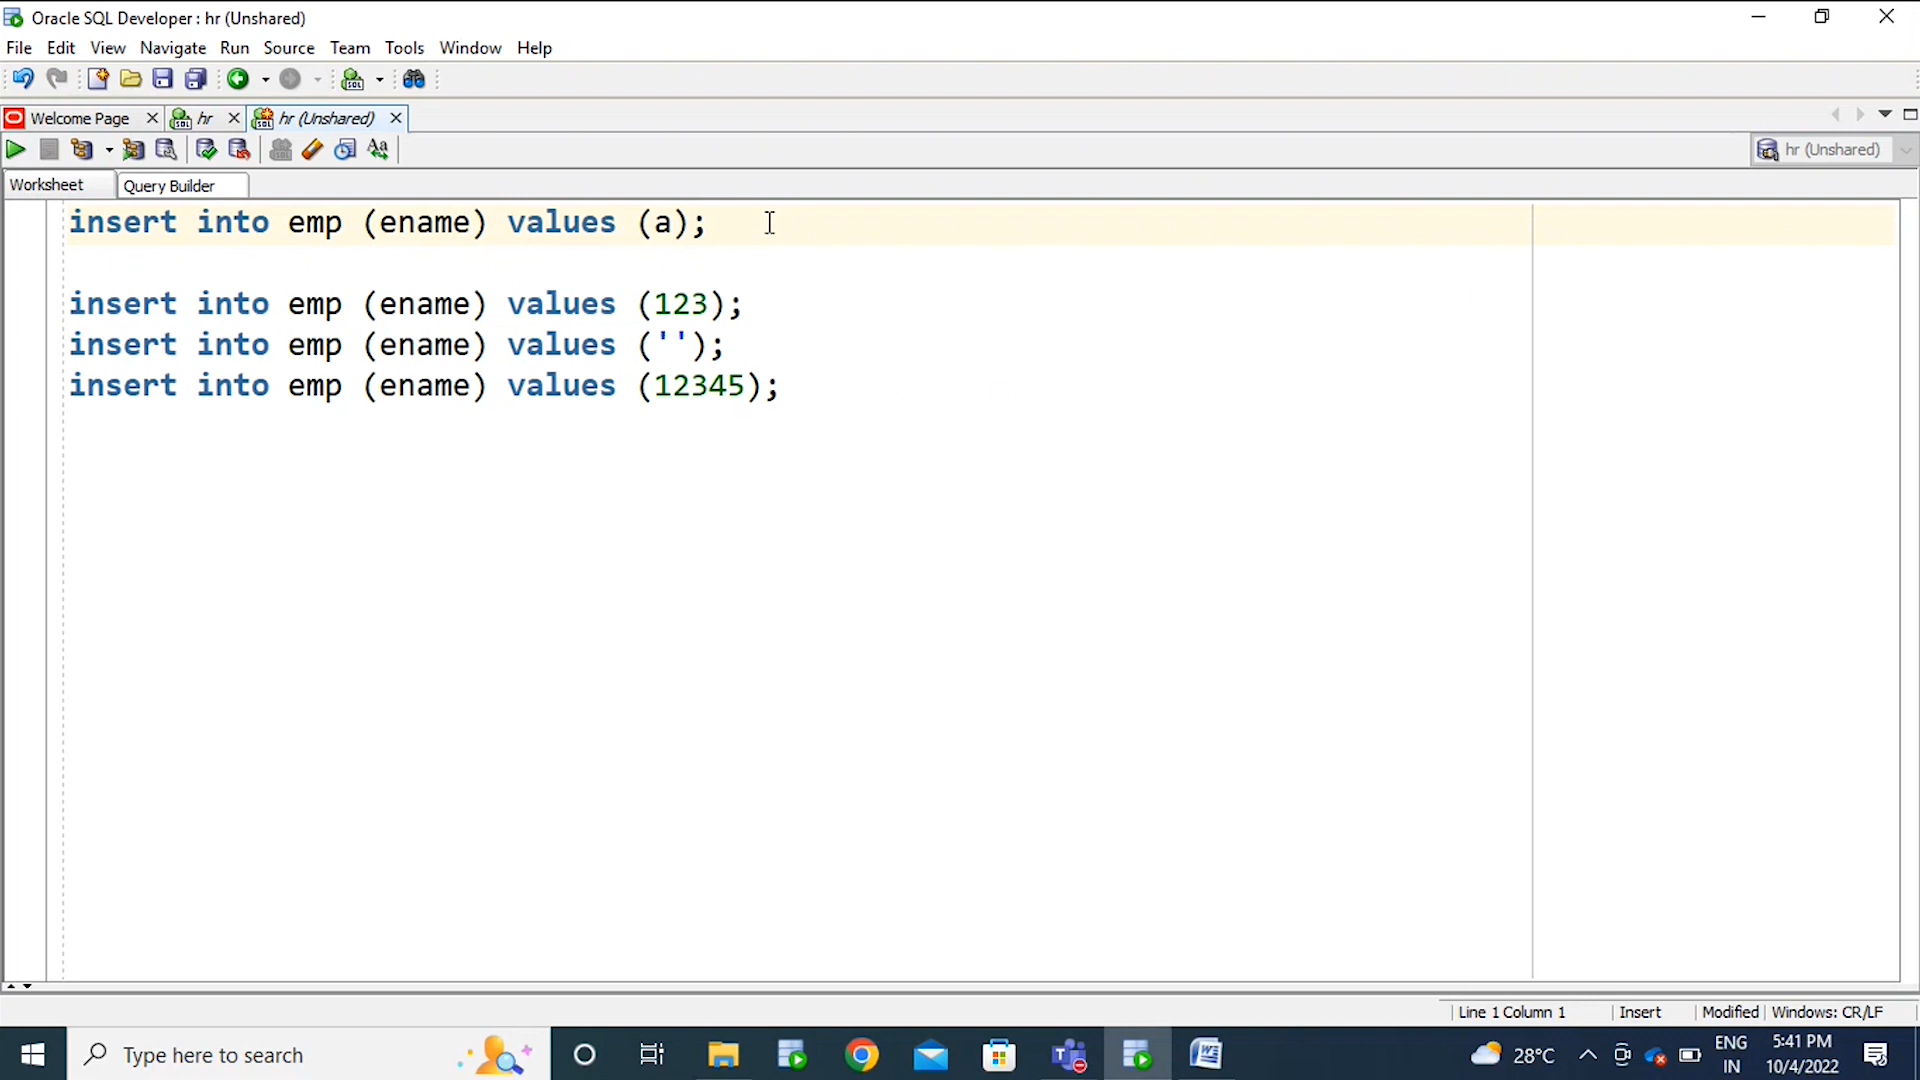 Oracle SQL Developer : hr (Unshared)
File Edit View Navigate Run Source Team Tools Window Help
Welcome Page hr hr (Unshared)
hr (Unshared)
Worksheet Query Builder
insert into emp (ename) values (a);
insert into emp (ename) values (123);
insert into emp (ename) values ('');
insert into emp (ename) values (12345);
Line 1 Column 1 Insert Modified Windows: CR/LF
Type here to search
28°C
ENG
IN
5:41 PM
10/4/2022